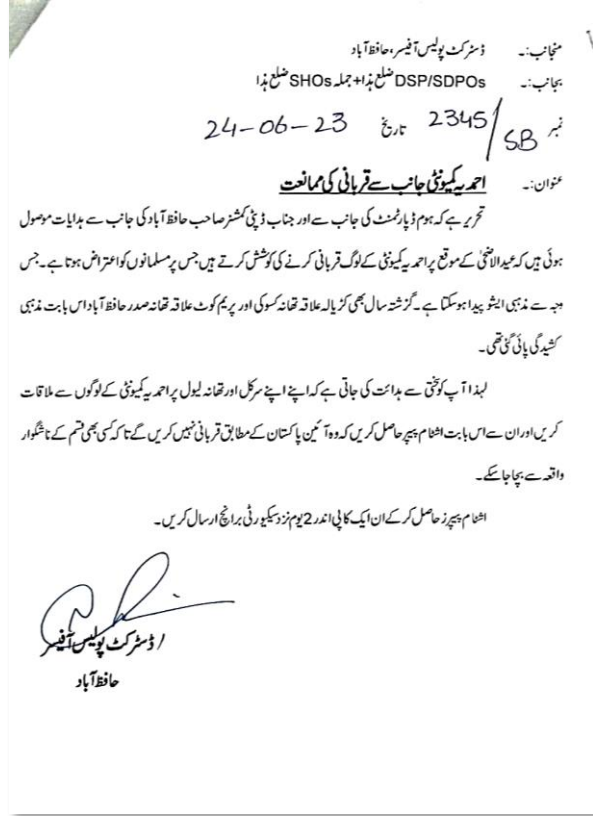 منجانب:۔ ڈسٹرکٹ پولیس آفیسر، حافظ آباد
بجانب:۔ DSP/SDPOs ضلع ہذا+ جملہ SHOs ضلع ہذا
نمبر 2345/SB تاریخ 24-06-23
عنوان:۔ احمدیہ کمیونٹی جانب سے قربانی کی ممانعت
تحریر ہے کہ ہوم ڈیپارٹمنٹ کی جانب سے اور جناب ڈپٹی کمشنر صاحب حافظ آباد کی جانب سے ہدایات موصول
ہوئی ہیں کہ عیدالاضحیٰ کے موقع پر احمدیہ کمیونٹی کے لوگ قربانی کرنے کی کوشش کرتے ہیں جس پر مسلمانوں کو اعتراض ہوتا ہے۔ جس
وجہ سے مذہبی ایشو پیدا ہو سکتا ہے۔ گزشتہ سال بھی کڑیالہ علاقہ تھانہ کسوکی اور پریم کوٹ علاقہ تھانہ صدر حافظ آباد اس بابت مذہبی
کشیدگی پائی گئی تھی۔
لہذا آپ کو سختی سے ہدائت کی جاتی ہے کہ اپنے اپنے سرکل اور تھانہ لیول پر احمدیہ کمیونٹی کے لوگوں سے ملاقات
کریں اور ان سے اس بابت اشٹام پیپر حاصل کریں کہ وہ آئین پاکستان کے مطابق قربانی نہیں کریں گے تاکہ کسی بھی قسم کے ناشگوار
واقعہ سے بچا جا سکے۔
اشٹام پیپرز حاصل کر کے ان ایک کاپی اندر 2 یوم نزد سیکیورٹی برانچ ارسال کریں۔
ڈسٹرکٹ پولیس آفیسر
حافظ آباد